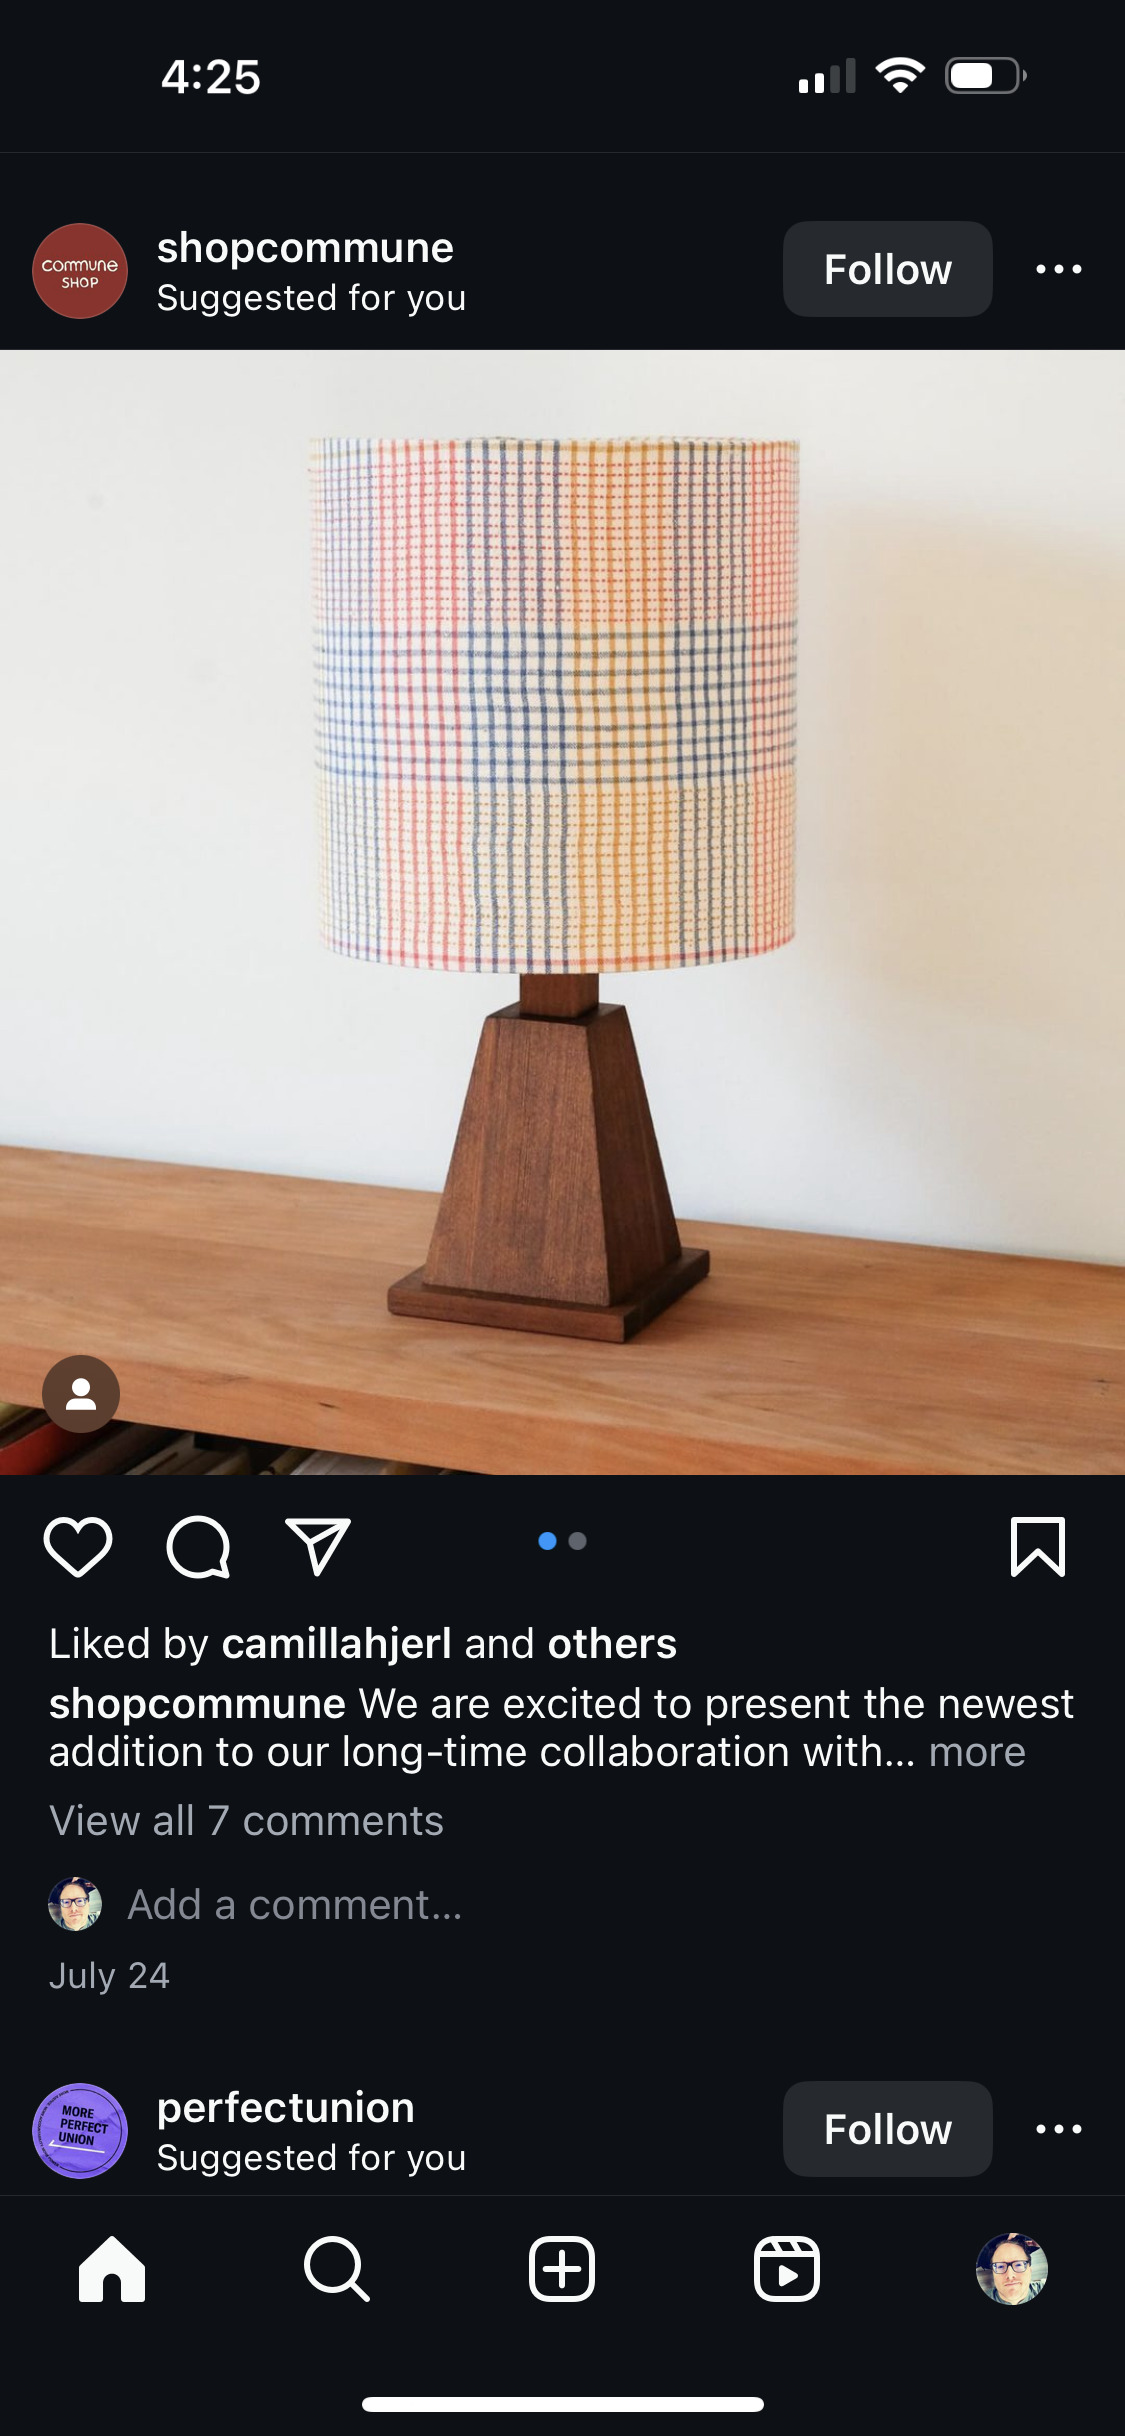 4:25
commune
SHOP
shopcommune
Suggested for you
Follow
Liked by camillahjerl and others
shopcommune We are excited to present the newest
addition to our long-time collaboration with... more
View all 7 comments
Add a comment...
July 24
MORE
PERFECT
UNION
perfectunion
Suggested for you
Follow